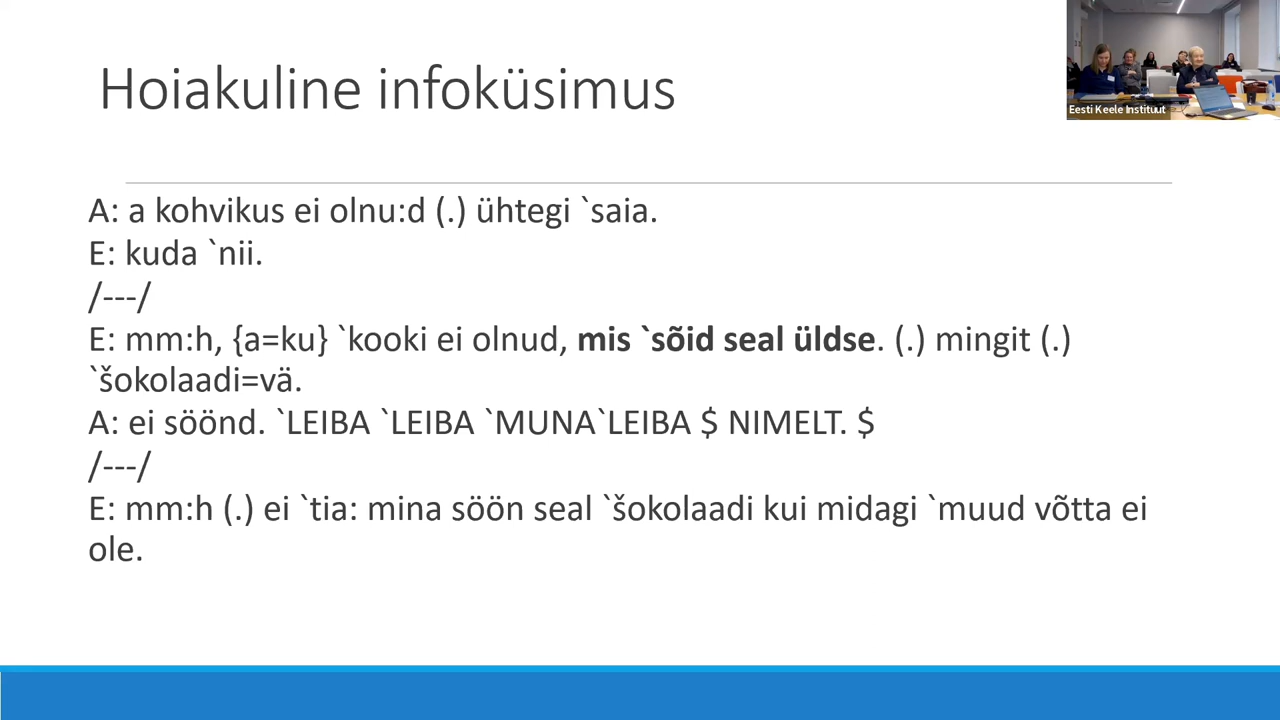 Hoiakuline infoküsimus
Eesti Keele Instituut
A: a kohvikus ei olnu:d (.) ühtegi `saia.
E: kuda `nii.
/---/
E: mm:h, {a=ku} `kooki ei olnud, mis `sõid seal üldse. (.) mingit (.)
`šokolaadi=vä.
A: ei söönd. `LEIBA `LEIBA `MUNA`LEIBA $ NIMELT. $
/---/
E: mm:h (.) ei `tia: mina söön seal `šokolaadi kui midagi `muud võtta ei
ole.